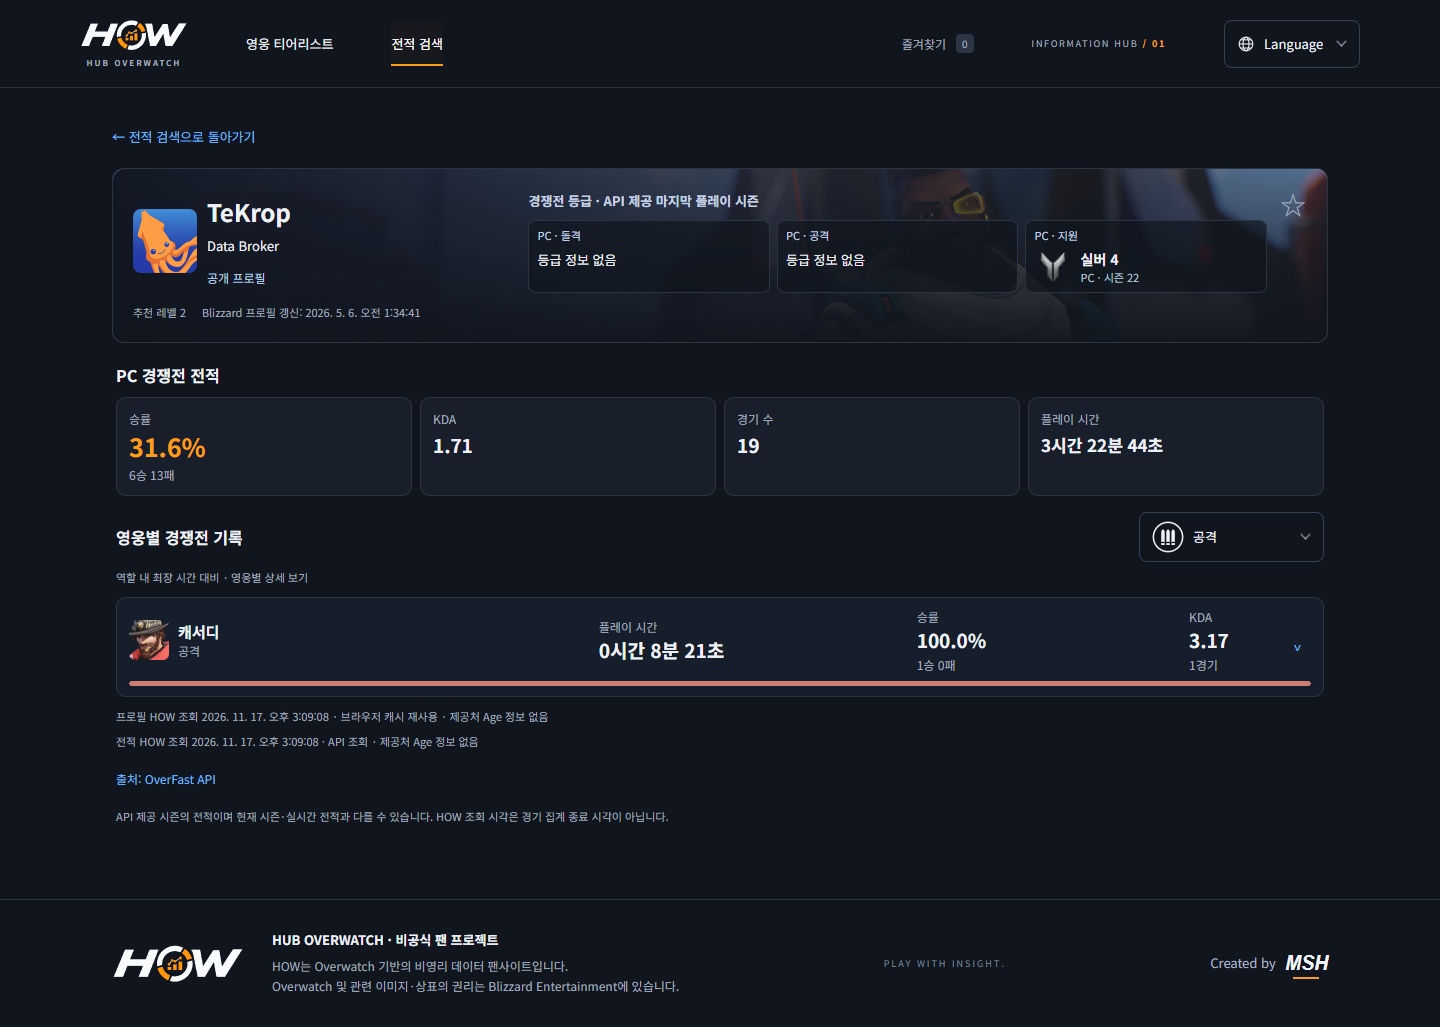 HOW
HUB OVERWATCH
영웅 티어리스트
전적 검색
즐겨찾기 0
INFORMATION HUB / 01
Language
← 전적 검색으로 돌아가기
TeKrop
Data Broker
공개 프로필
추천 레벨 2
Blizzard 프로필 갱신: 2026. 5. 6. 오전 1:34:41
경쟁전 등급 · API 제공 마지막 플레이 시즌
PC · 돌격
등급 정보 없음
PC · 공격
등급 정보 없음
PC · 지원
실버 4
PC · 시즌 22
PC 경쟁전 전적
승률
31.6%
6승 13패
KDA
1.71
경기 수
19
플레이 시간
3시간 22분 44초
영웅별 경쟁전 기록
공격
역할 내 최장 시간 대비 · 영웅별 상세 보기
캐서디
공격
플레이 시간
0시간 8분 21초
승률
100.0%
1승 0패
KDA
3.17
1경기
v
프로필 HOW 조회 2026. 11. 17. 오후 3:09:08 · 브라우저 캐시 재사용 · 제공처 Age 정보 없음
전적 HOW 조회 2026. 11. 17. 오후 3:09:08 · API 조회 · 제공처 Age 정보 없음
출처: OverFast API
API 제공 시즌의 전적이며 현재 시즌·실시간 전적과 다를 수 있습니다. HOW 조회 시각은 경기 집계 종료 시각이 아닙니다.
HOW
HUB OVERWATCH · 비공식 팬 프로젝트
HOW는 Overwatch 기반의 비영리 데이터 팬사이트입니다.
Overwatch 및 관련 이미지·상표의 권리는 Blizzard Entertainment에 있습니다.
PLAY WITH INSIGHT.
Created by MSH